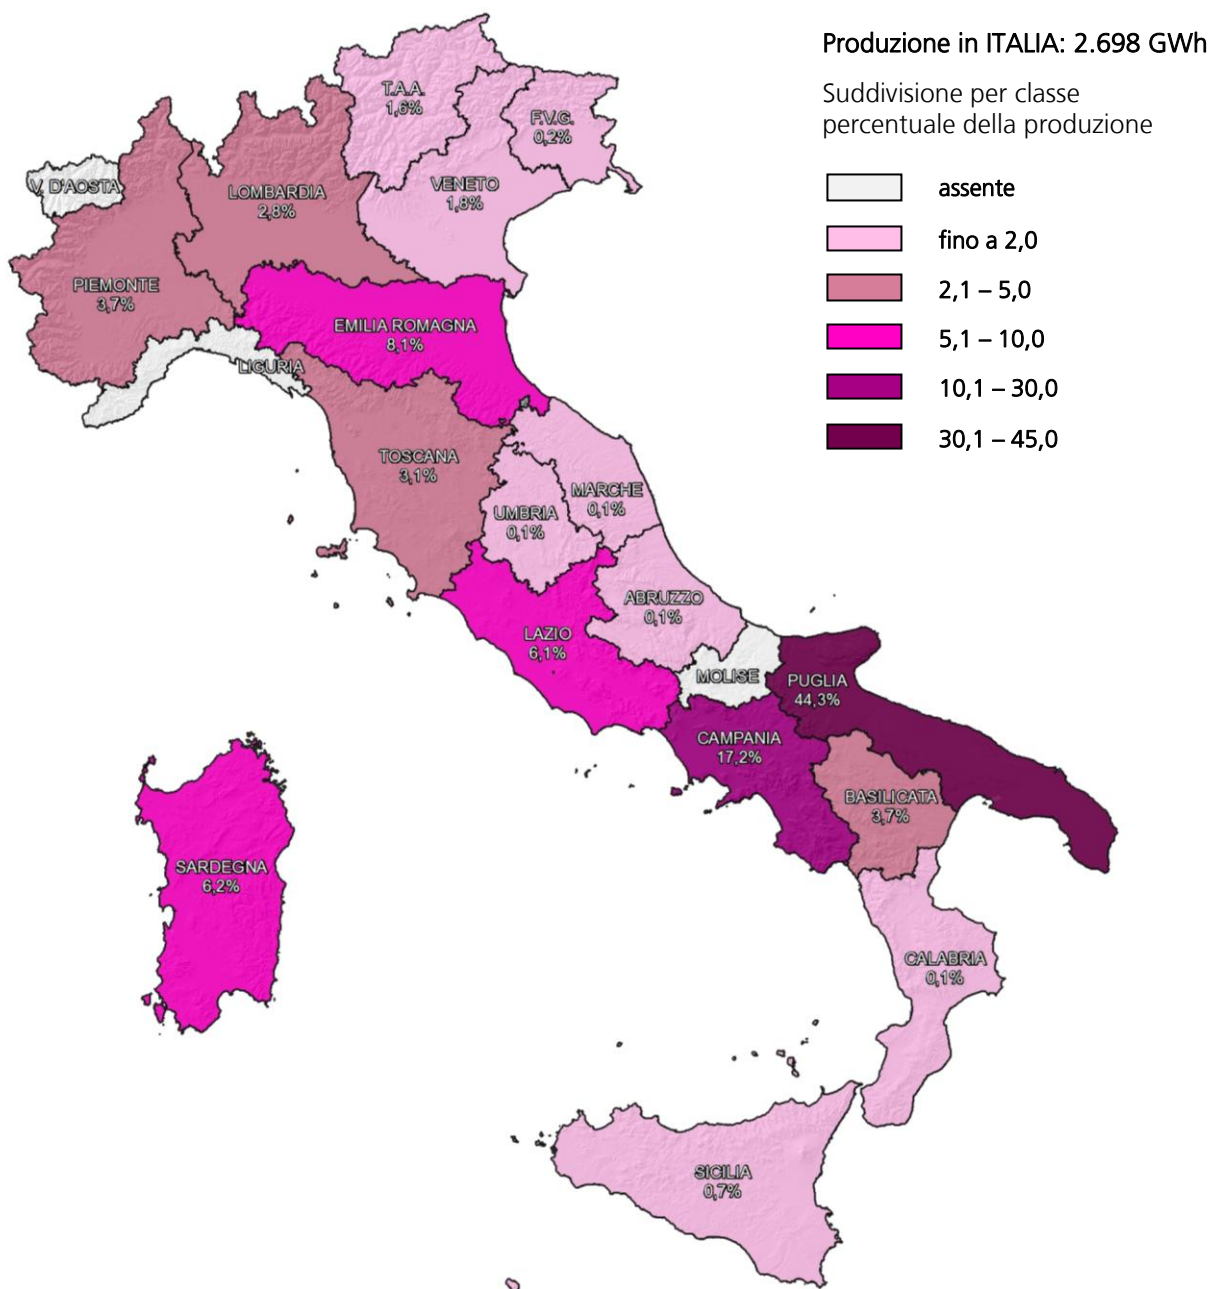 Produzione in ITALIA: 2.698 GWh
Suddivisione per classe
percentuale della produzione
assente
fino a 2,0
2,1 – 5,0
5,1 – 10,0
10,1 – 30,0
30,1 – 45,0
T.A.A.
1,6%
F.V.G.
0,2%
V. D'AOSTA
LOMBARDIA
2,8%
VENETO
1,8%
PIEMONTE
3,7%
EMILIA ROMAGNA
8,1%
LIGURIA
TOSCANA
3,1%
MARCHE
0,1%
UMBRIA
0,1%
ABRUZZO
0,1%
LAZIO
6,1%
MOLISE
PUGLIA
44,3%
CAMPANIA
17,2%
BASILICATA
3,7%
SARDEGNA
6,2%
CALABRIA
0,1%
SICILIA
0,7%